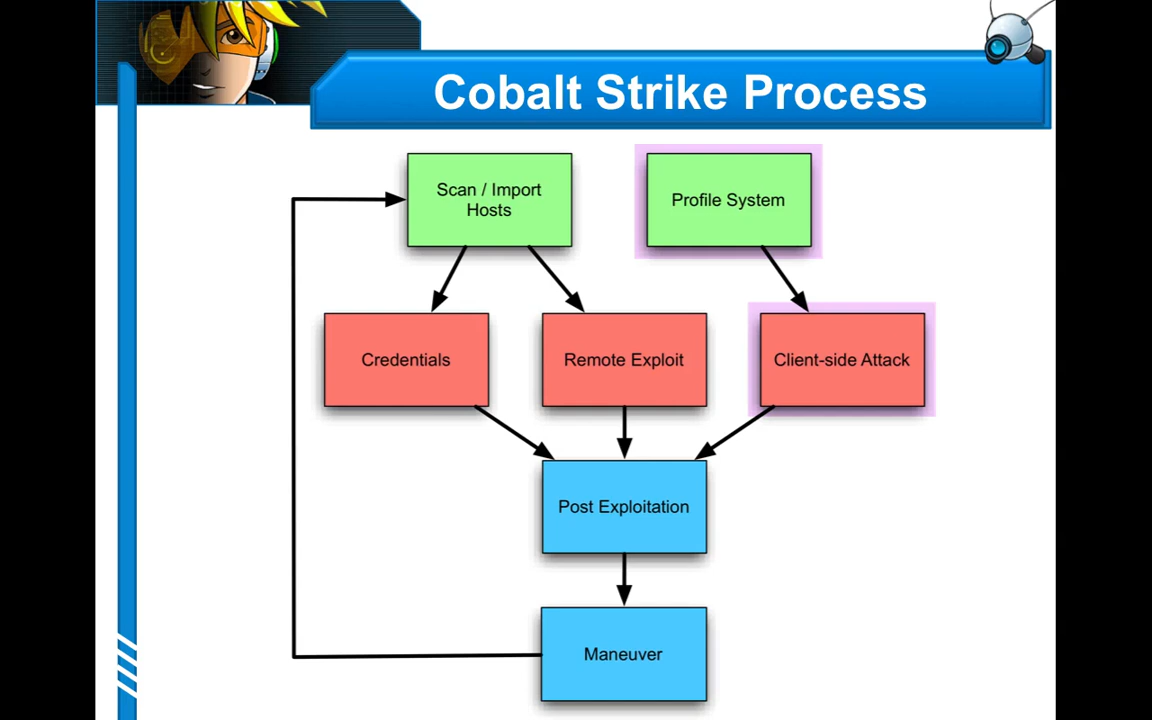 Cobalt Strike Process
Scan / Import
Hosts
Profile System
Credentials
Remote Exploit
Client-side Attack
Post Exploitation
Maneuver